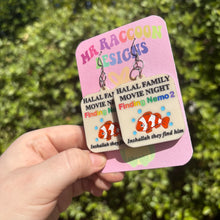 MR RACCOON
DESIGNS
HALAL FAMILY
MOVIE NIGHT
Finding Nemo 2
Inshallah they find him
HALAL FAMILY
MOVIE NIGHT
Finding Nemo 2
Inshallah they find him